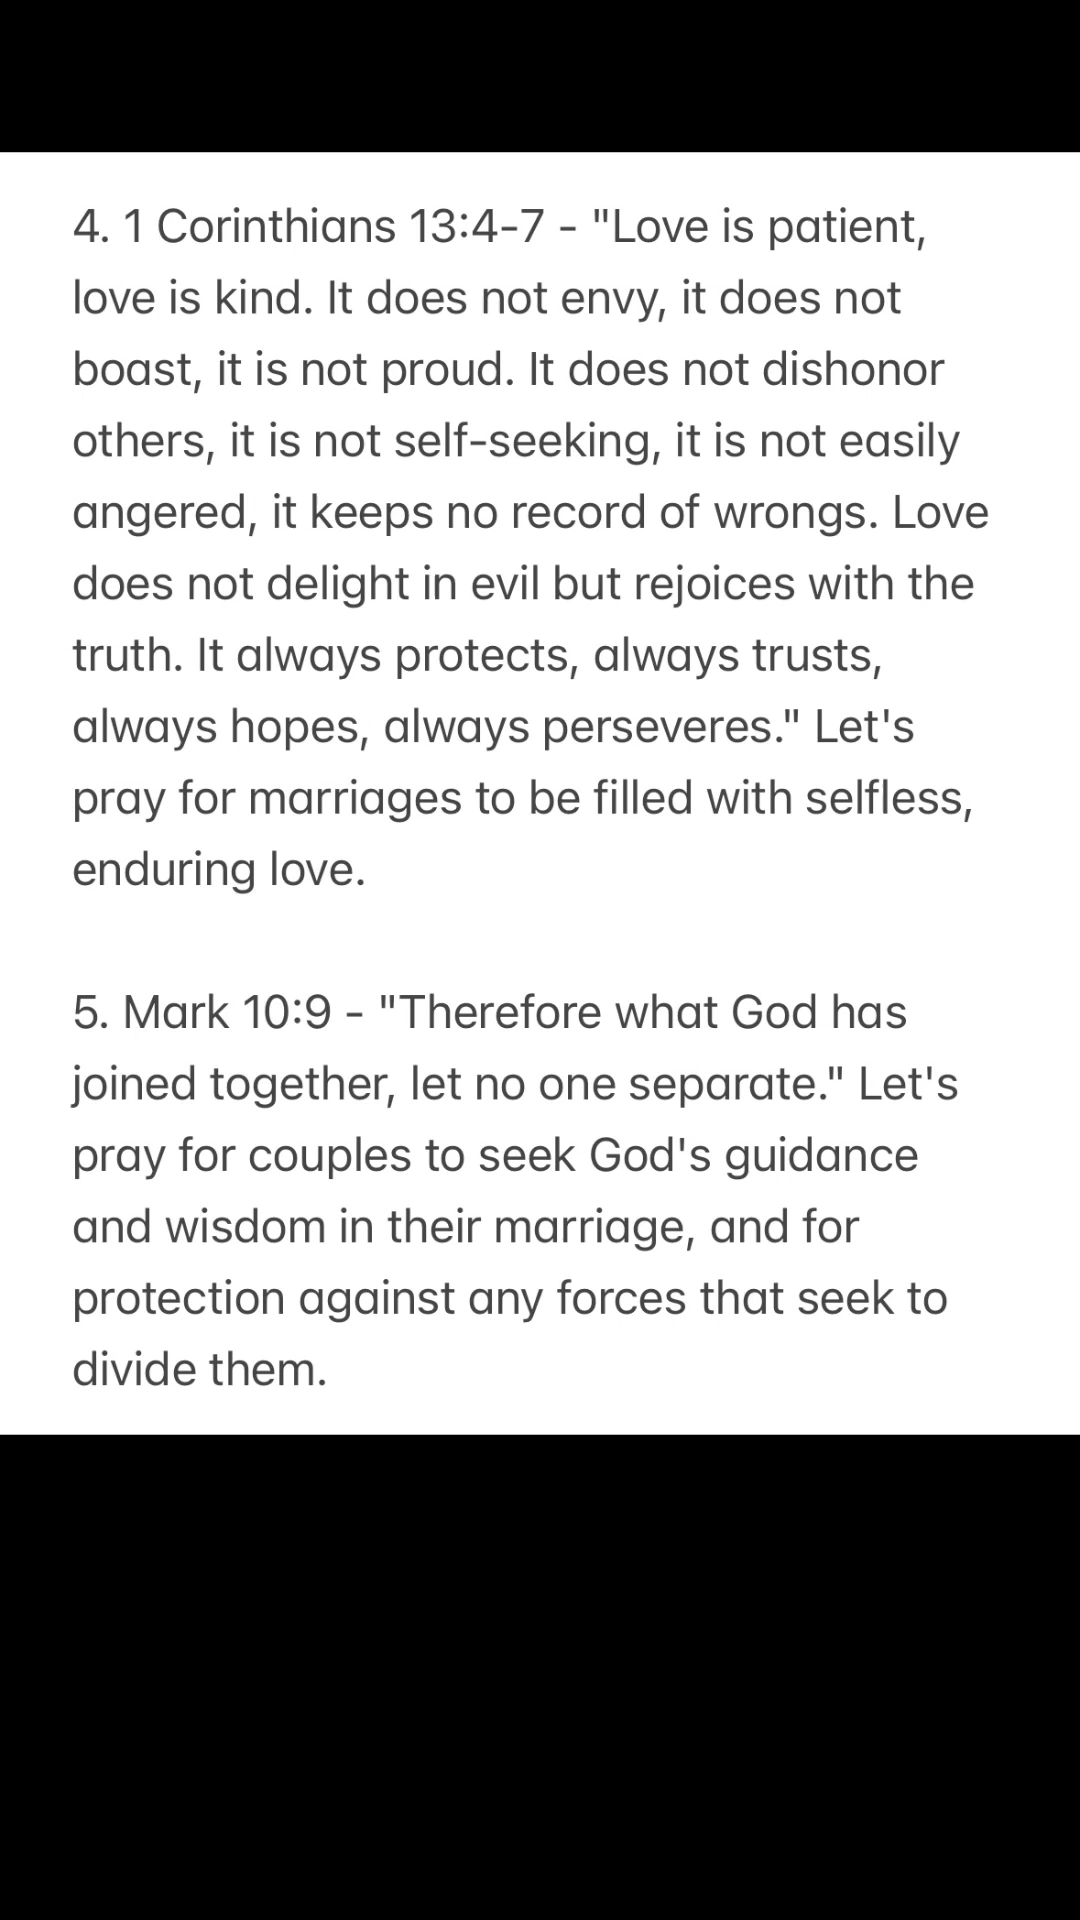 4. 1 Corinthians 13:4-7 - "Love is patient,
love is kind. It does not envy, it does not
boast, it is not proud. It does not dishonor
others, it is not self-seeking, it is not easily
angered, it keeps no record of wrongs. Love
does not delight in evil but rejoices with the
truth. It always protects, always trusts,
always hopes, always perseveres." Let's
pray for marriages to be filled with selfless,
enduring love.
5. Mark 10:9 - "Therefore what God has
joined together, let no one separate." Let's
pray for couples to seek God's guidance
and wisdom in their marriage, and for
protection against any forces that seek to
divide them.